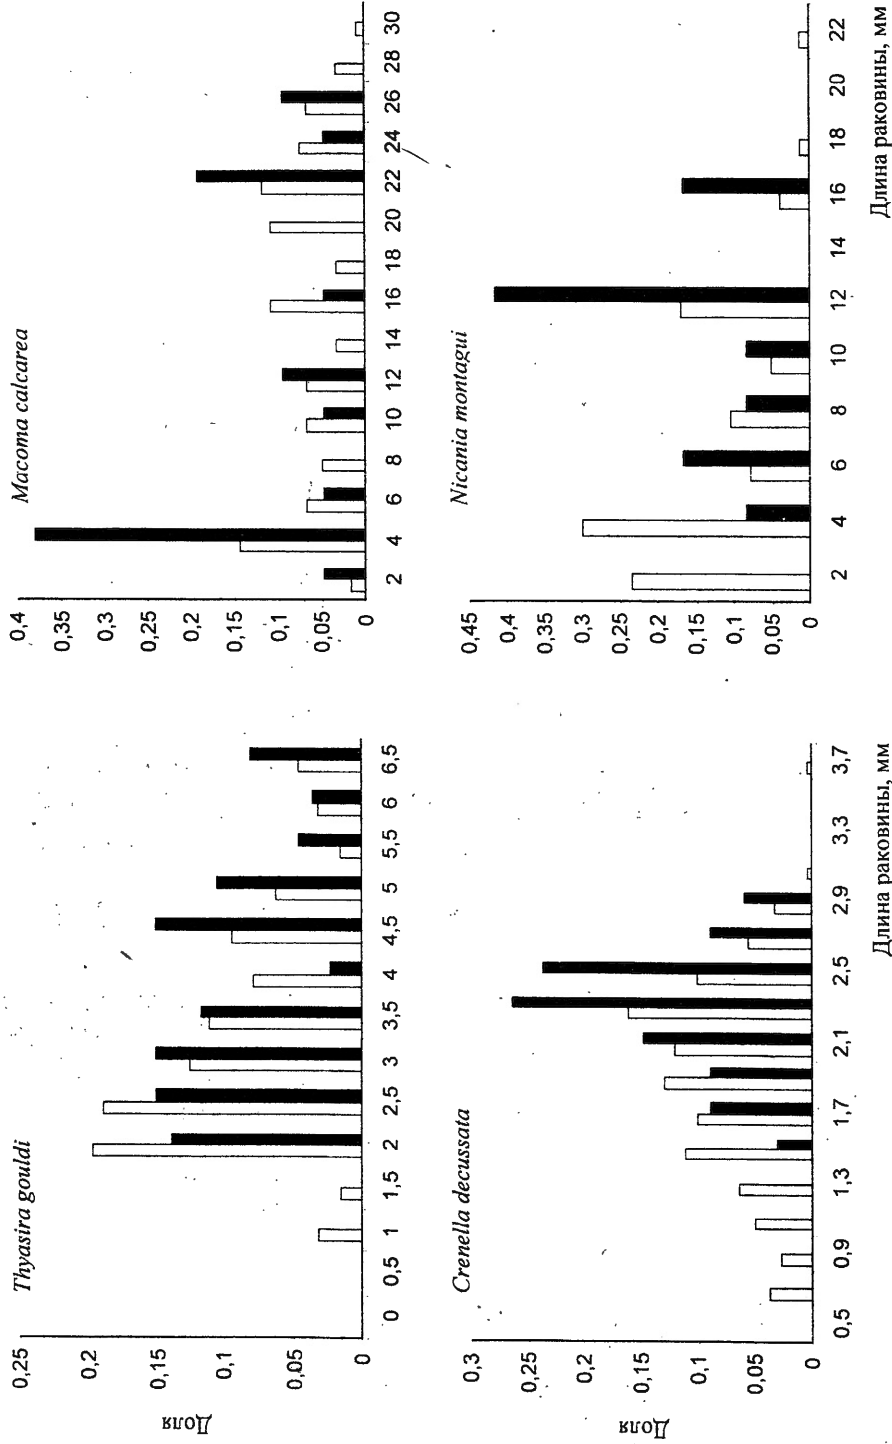 Thyasira gouldi
Доля
0,25
0,2
0,15
0,1
0,05
0
0 0,5 1 1,5 2 2,5 3 3,5 4 4,5 5 5,5 6 6,5
Macoma calcarea
0,4
0,35
0,3
0,25
0,2
0,15
0,1
0,05
0
2 4 6 8 10 12 14 16 18 20 22 24 26 28 30
Crenella decussata
Доля
0,3
0,25
0,2
0,15
0,1
0,05
0
0,5 0,9 1,3 1,7 2,1 2,5 2,9 3,3 3,7
Длина раковины, мм
Nicania montagui
0,45
0,4
0,35
0,3
0,25
0,2
0,15
0,1
0,05
0
2 4 6 8 10 12 14 16 18 20 22
Длина раковины, мм